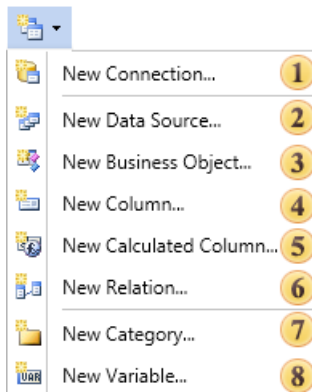 New Connection... 1
New Data Source... 2
New Business Object... 3
New Column... 4
New Calculated Column... 5
New Relation... 6
New Category... 7
VAR New Variable... 8